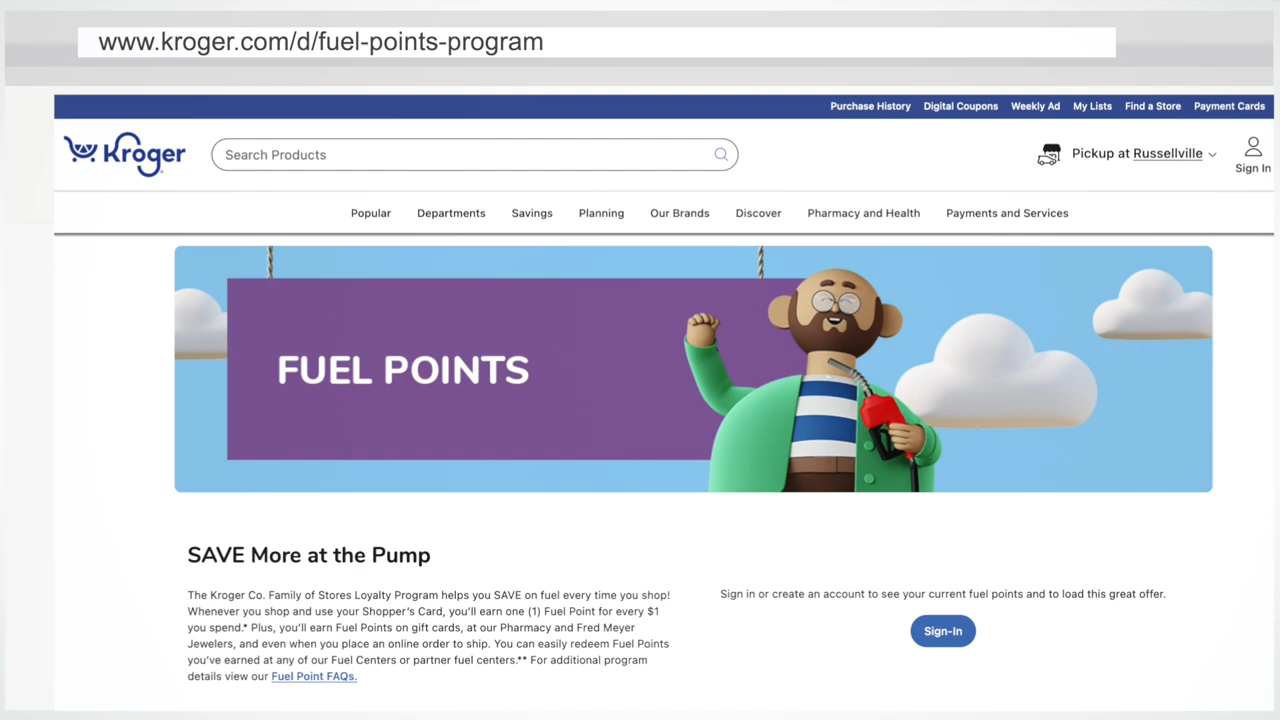 www.kroger.com/d/fuel-points-program
Purchase History Digital Coupons Weekly Ad My Lists Find a Store Payment Cards
Kroger
Search Products
Pickup at Russellville
Sign In
Popular Departments Savings Planning Our Brands Discover Pharmacy and Health Payments and Services
FUEL POINTS
SAVE More at the Pump
The Kroger Co. Family of Stores Loyalty Program helps you SAVE on fuel every time you shop!
Whenever you shop and use your Shopper's Card, you'll earn one (1) Fuel Point for every $1
you spend.* Plus, you'll earn Fuel Points on gift cards, at our Pharmacy and Fred Meyer
Jewelers, and even when you place an online order to ship. You can easily redeem Fuel Points
you've earned at any of our Fuel Centers or partner fuel centers.** For additional program
details view our Fuel Point FAQs.
Sign in or create an account to see your current fuel points and to load this great offer.
Sign-In